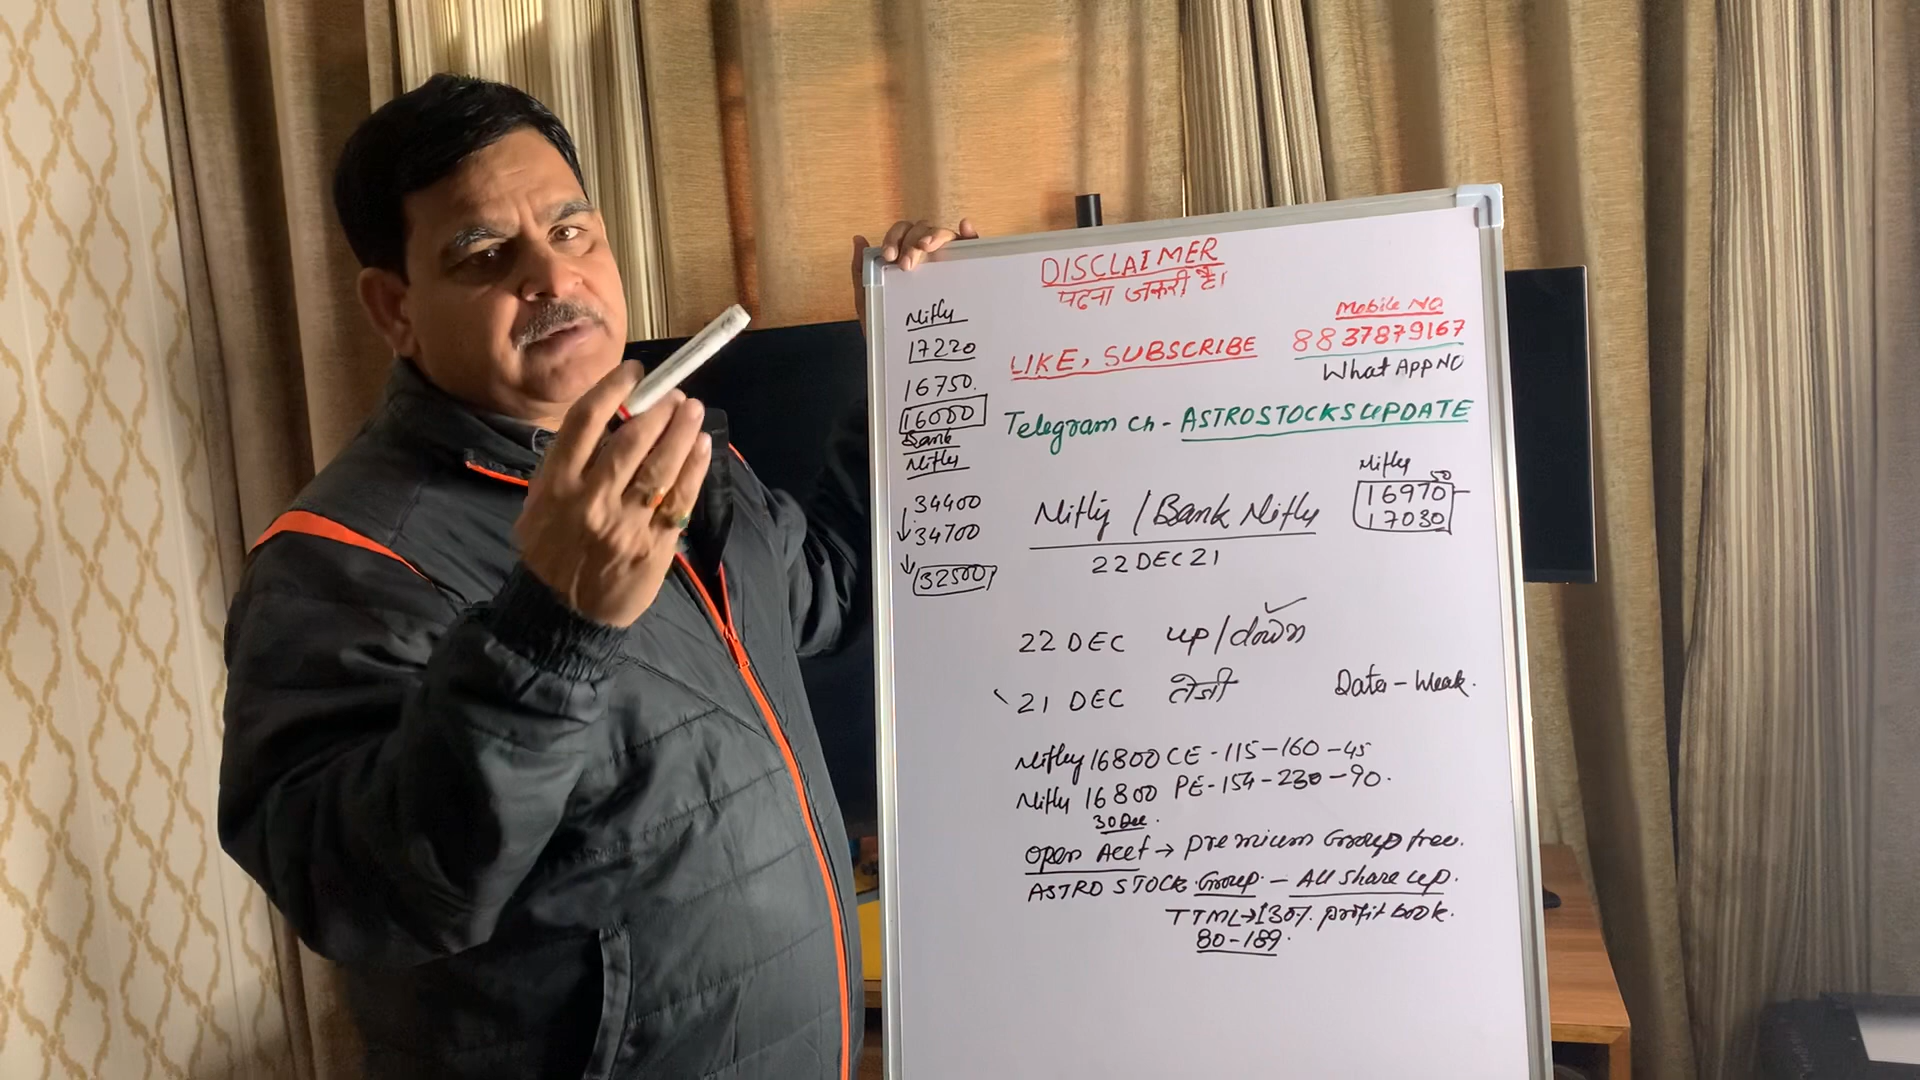 DISCLAIMER
पढना जरूरी है।
Nifty
17220
16750.
16000
Bank
Nifty
34400
34700
32500
LIKE, SUBSCRIBE
Mobile NO
8837879167
What APP NO
Telegram Ch - ASTROSTOCKSUPDATE
Nifty / Bank Nifty
22 DEC 21
Nifty
50
16970
17030
22 DEC up / down
21 DEC तेजी Data - Weak.
Nifty 16800 CE - 115 - 160 - 45
Nifty 16800 PE - 154 - 230 - 90.
30 Dec.
Open Acct → premium Group free.
ASTRO STOCK Group - All share up.
TTML → 130%. profit book.
80 - 189.